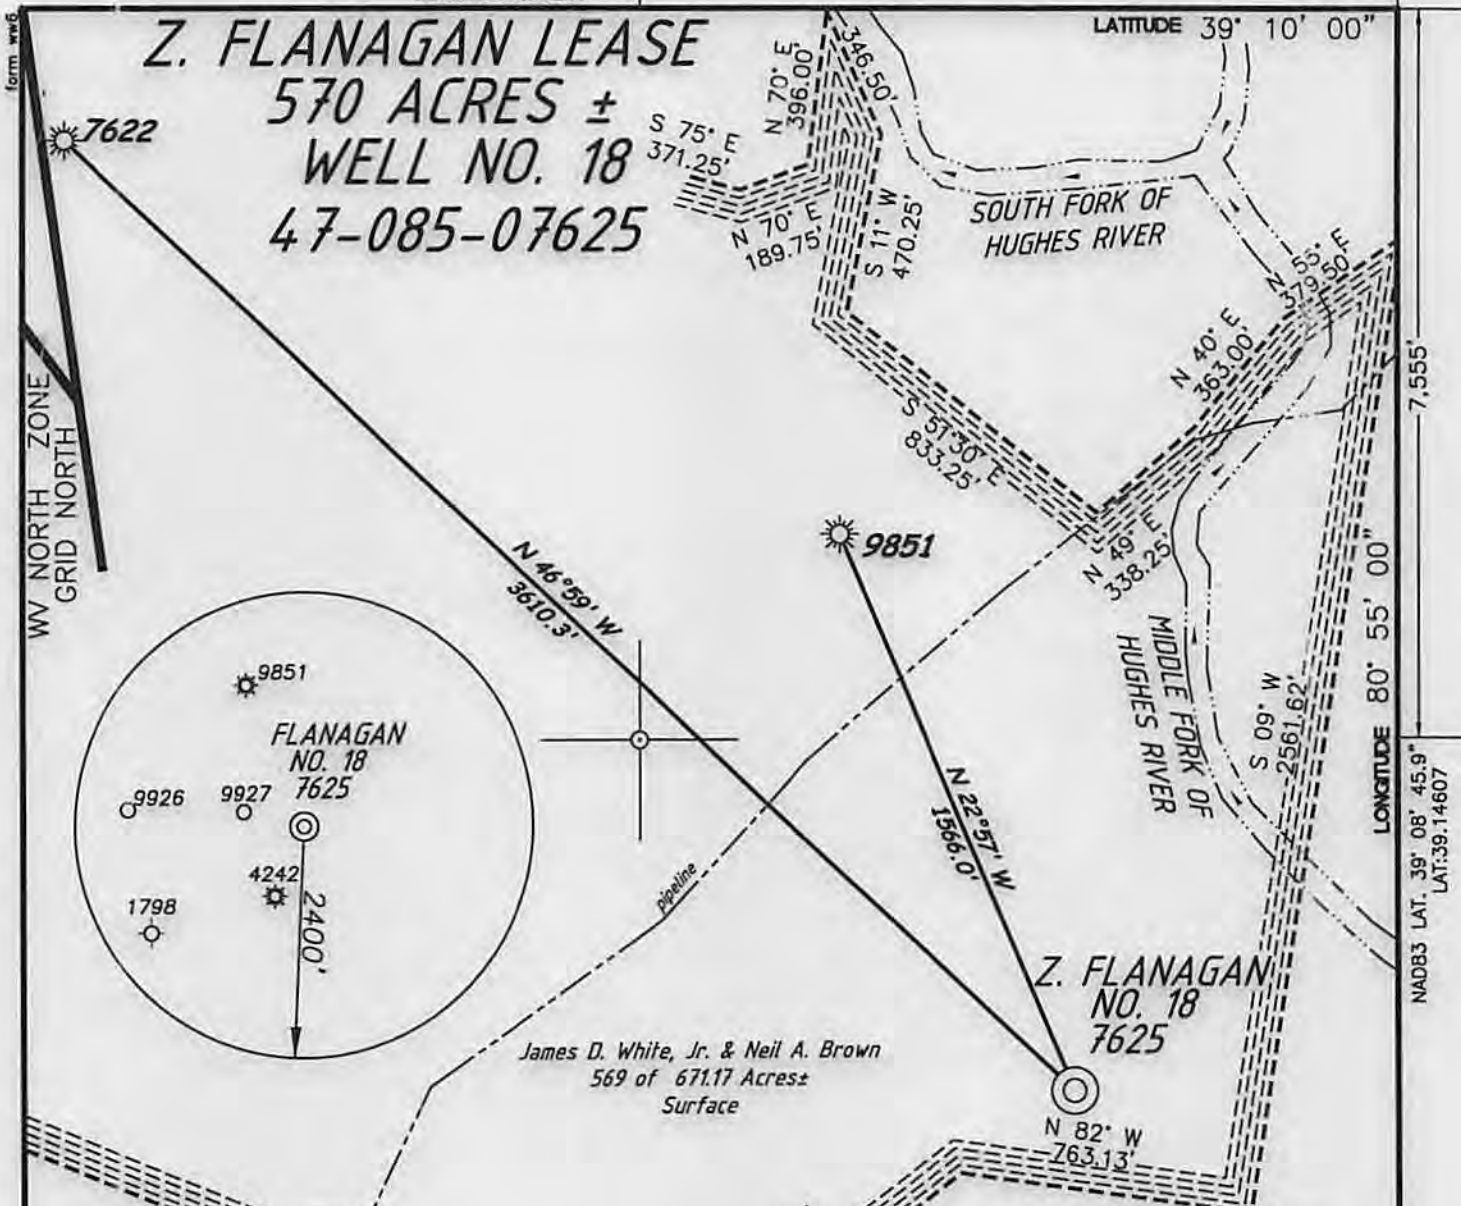 form ww6
Z. FLANAGAN LEASE
570 ACRES ±
WELL NO. 18
47-085-07625
LATITUDE 39° 10' 00"
7622
S 75° E
371.25'
N 70° E
396.00'
346.50'
N 70° E
189.75'
S 11° W
470.25'
SOUTH FORK OF
HUGHES RIVER
N 55° E
379.50'
N 40° E
363.00'
S 51°30' E
833.25'
N 49° E
338.25'
7,555'
WV NORTH ZONE
GRID NORTH
N 46°59' W
3610.3'
9851
MIDDLE FORK OF
HUGHES RIVER
S 09° W
2561.62'
LONGITUDE 80° 55' 00"
NAD83 LAT. 39° 08' 45.9"
LAT:39.14607
9851
FLANAGAN
NO. 18
7625
9926
9927
4242
1798
2400'
N 22°57' W
1566.0'
pipeline
Z. FLANAGAN
NO. 18
7625
James D. White, Jr. & Neil A. Brown
569 of 671.17 Acres±
Surface
N 82° W
763.13'